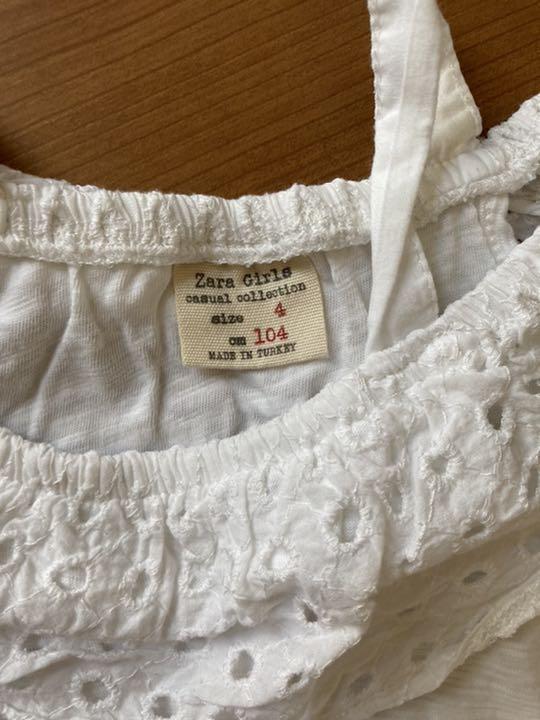 Zara Girls
casual collection
size 4
cm 104
MADE IN TURKEY